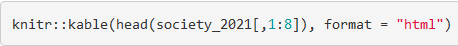 knitr::kable(head(society_2021[,1:8]), format = "html")